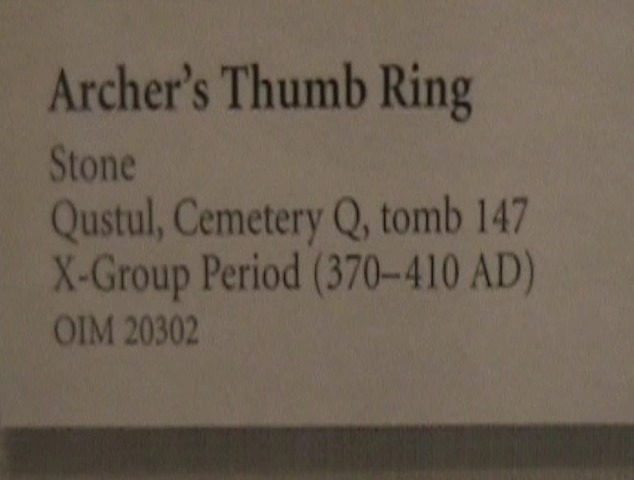 Archer's Thumb Ring
Stone
Qustul, Cemetery Q, tomb 147
X-Group Period (370–410 AD)
OIM 20302